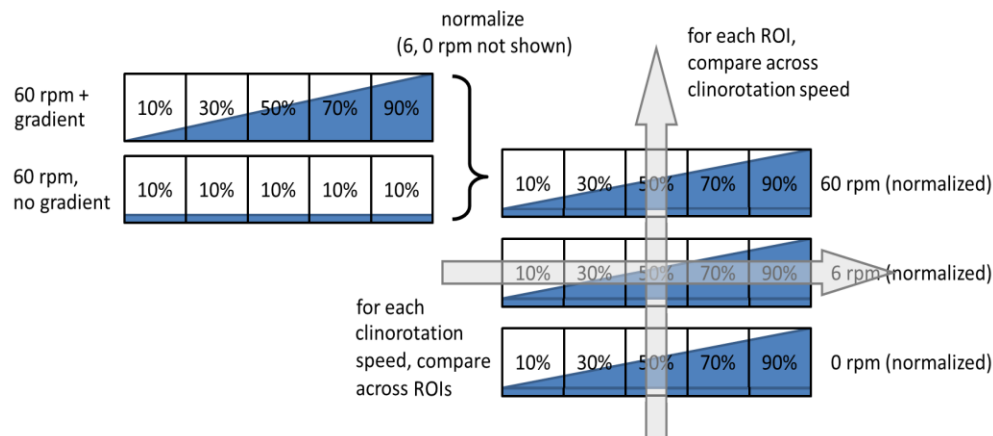 normalize
(6, 0 rpm not shown)
for each ROI,
compare across
clinorotation speed
60 rpm +
gradient
10% 30% 50% 70% 90%
60 rpm,
no gradient
10% 10% 10% 10% 10%
10% 30% 50% 70% 90% 60 rpm (normalized)
10% 30% 50% 70% 90% 6 rpm (normalized)
for each
clinorotation
speed, compare
across ROIs
10% 30% 50% 70% 90% 0 rpm (normalized)